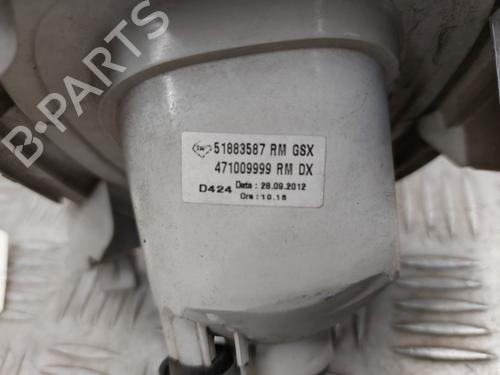 51883587 RM GSX
471009999 RM DX
D424 Data : 28.09.2012
Ora : 10.16
B-PARTS